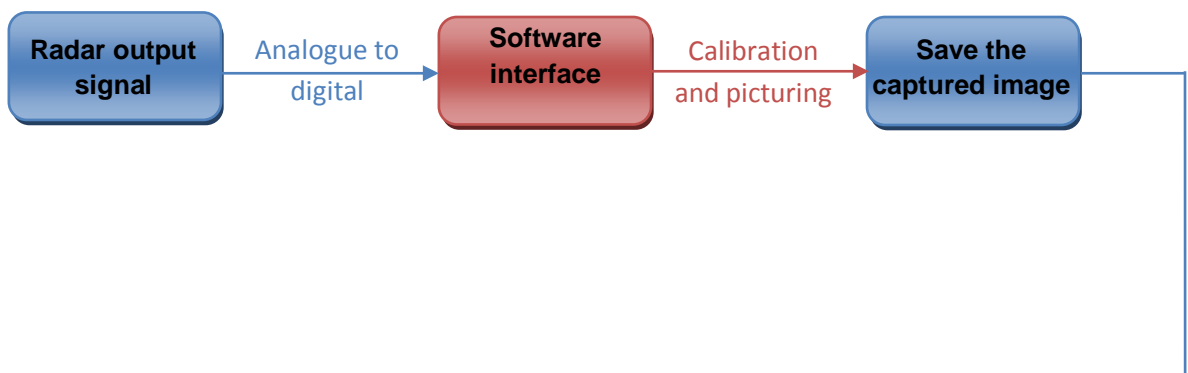 Radar output
signal
Analogue to
digital
Software
interface
Calibration
and picturing
Save the
captured image